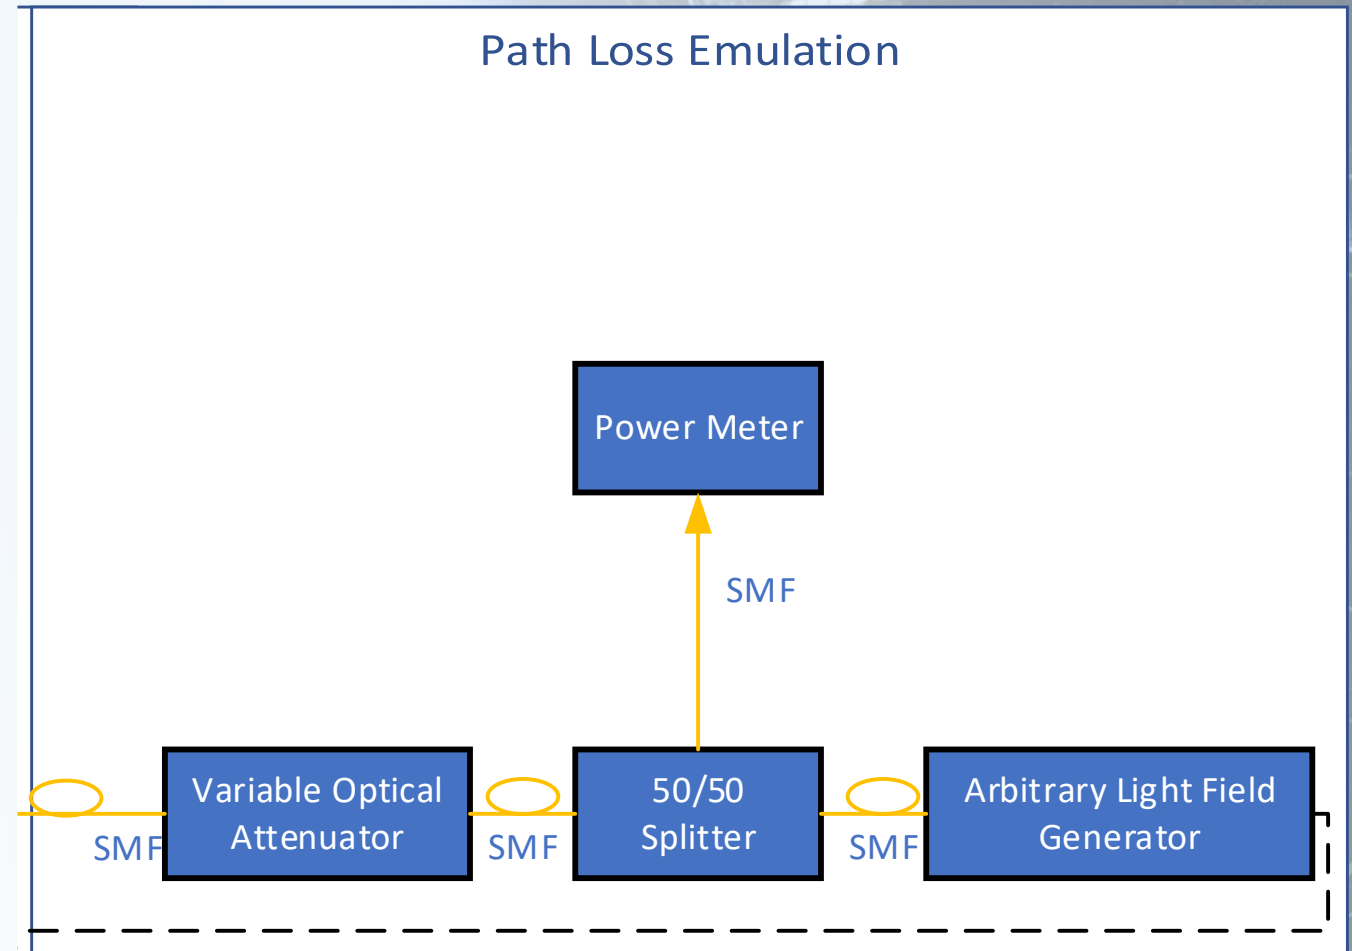 Path Loss Emulation
Power Meter
SMF
Variable Optical
Attenuator
50/50
Splitter
Arbitrary Light Field
Generator
SMF
SMF
SMF